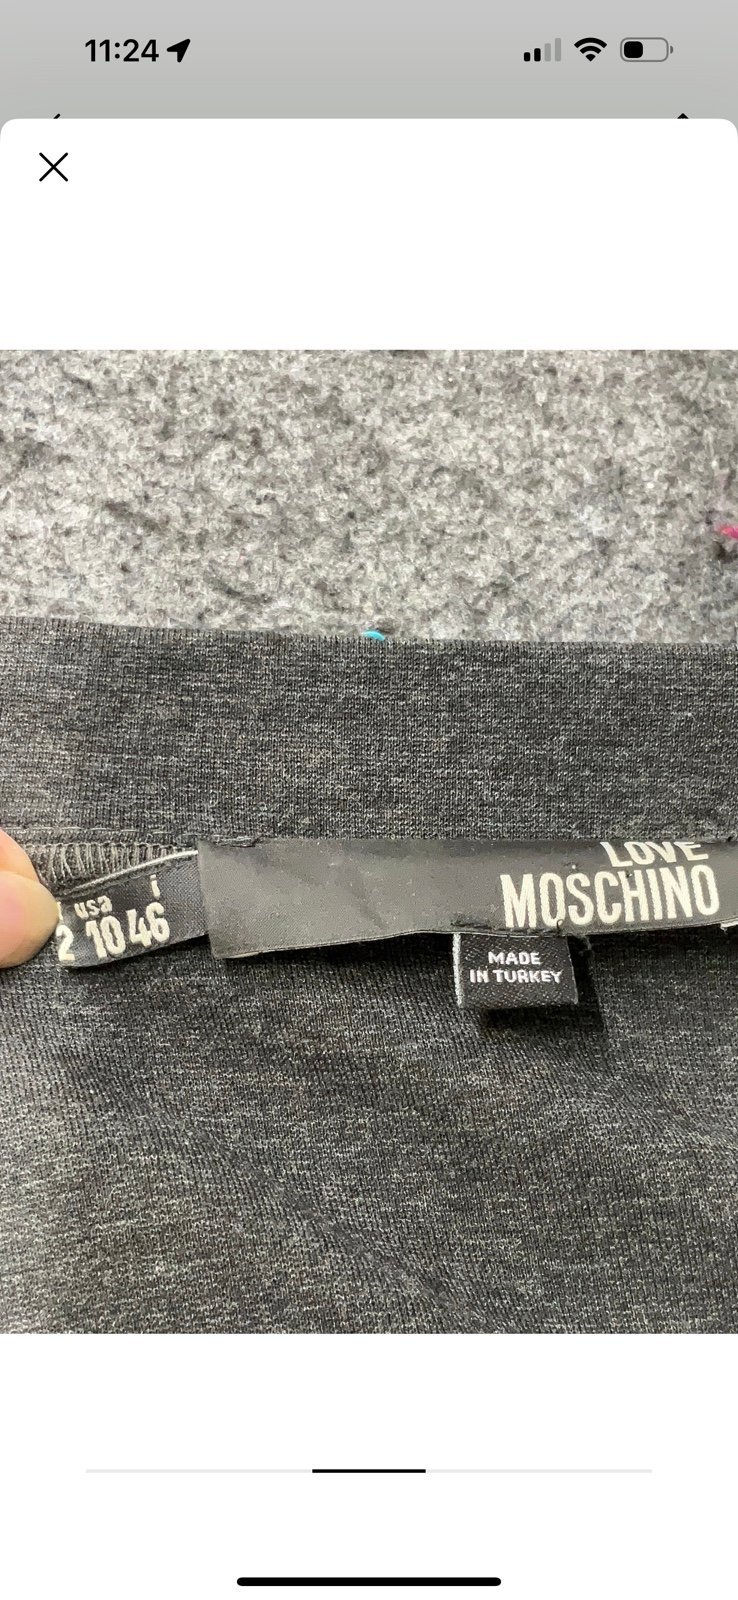 11:24
LOVE
MOSCHINO
usa i
2 10 46
MADE
IN TURKEY